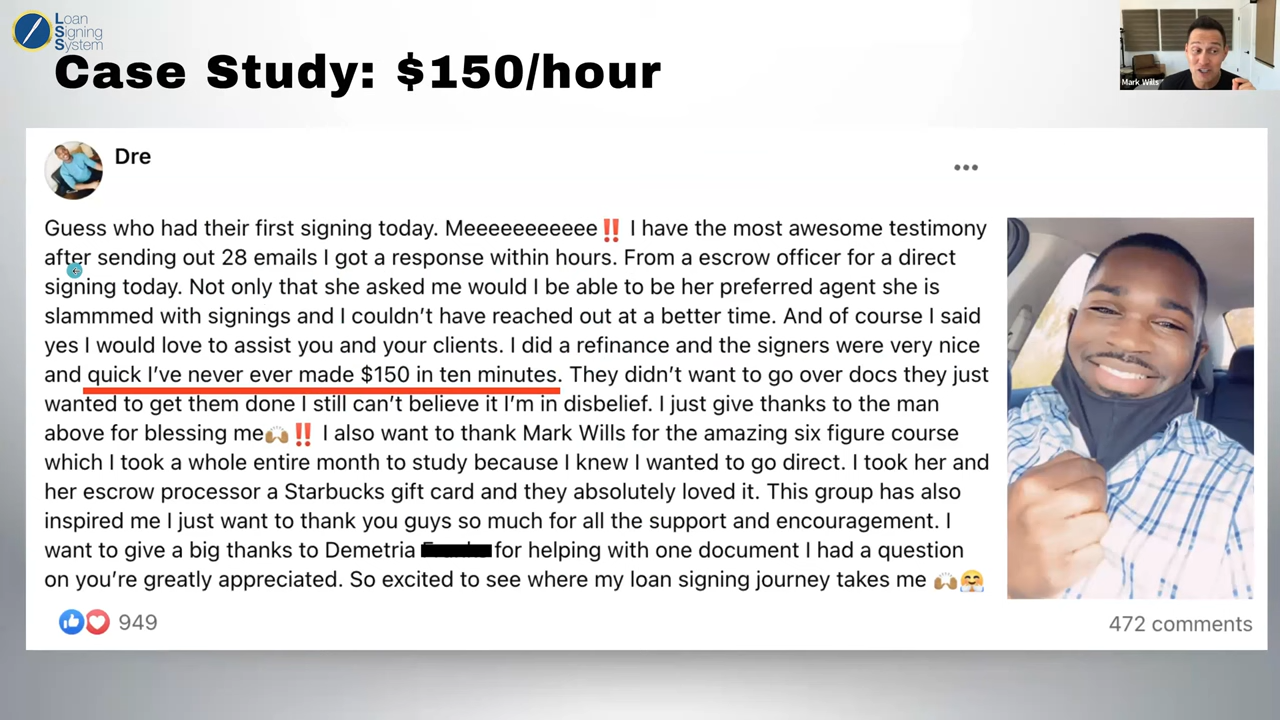 Loan
Signing
System
Mark Wills
Case Study: $150/hour
Dre
Guess who had their first signing today. Meeeeeeeeeee‼️ I have the most awesome testimony
after sending out 28 emails I got a response within hours. From a escrow officer for a direct
signing today. Not only that she asked me would I be able to be her preferred agent she is
slammmed with signings and I couldn’t have reached out at a better time. And of course I said
yes I would love to assist you and your clients. I did a refinance and the signers were very nice
and quick I’ve never ever made $150 in ten minutes. They didn’t want to go over docs they just
wanted to get them done I still can’t believe it I’m in disbelief. I just give thanks to the man
above for blessing me🙌🏽‼️ I also want to thank Mark Wills for the amazing six figure course
which I took a whole entire month to study because I knew I wanted to go direct. I took her and
her escrow processor a Starbucks gift card and they absolutely loved it. This group has also
inspired me I just want to thank you guys so much for all the support and encouragement. I
want to give a big thanks to Demetria for helping with one document I had a question
on you’re greatly appreciated. So excited to see where my loan signing journey takes me 🙌🏽🤗
949
472 comments